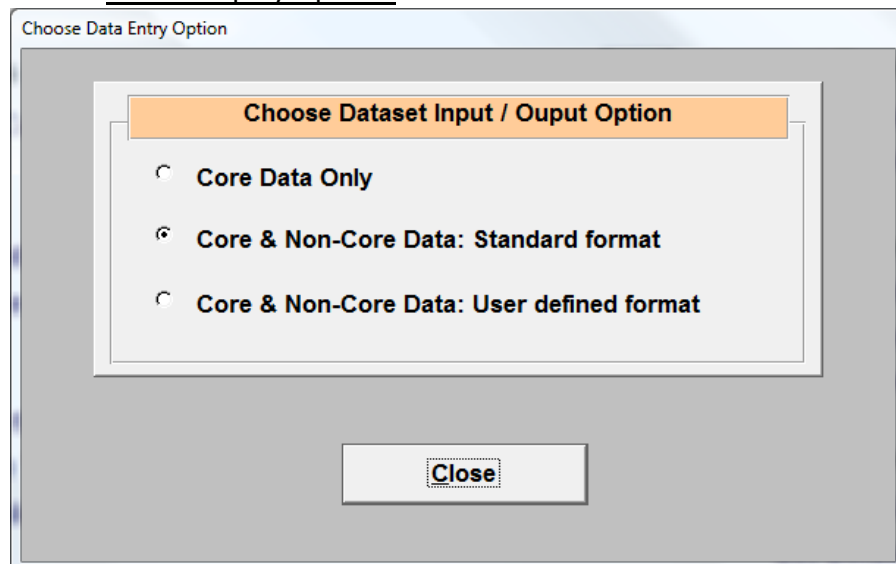 Choose Data Entry Option
Choose Dataset Input / Ouput Option
Core Data Only
Core & Non-Core Data: Standard format
Core & Non-Core Data: User defined format
Close